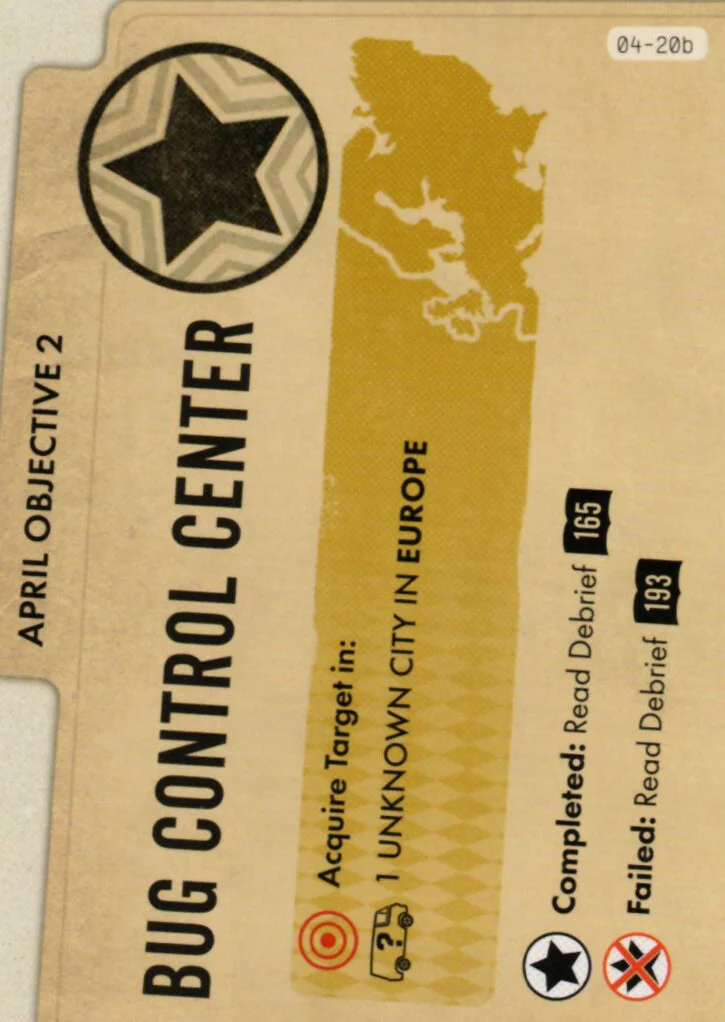 APRIL OBJECTIVE 2
BUG CONTROL CENTER
Acquire Target in:
? 1 UNKNOWN CITY IN EUROPE
Completed: Read Debrief 165
Failed: Read Debrief 193
04-20b